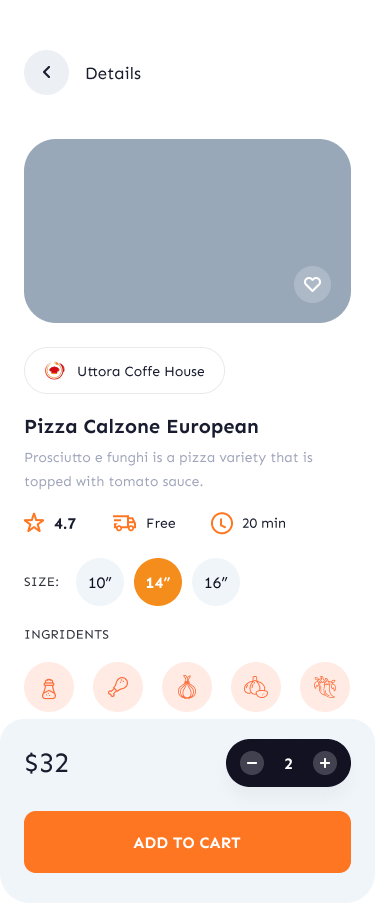 Details
Uttora Coffe House
Pizza Calzone European
Prosciutto e funghi is a pizza variety that is
topped with tomato sauce.
4.7 Free 20 min
SIZE: 10” 14” 16”
INGRIDENTS
$32 2
ADD TO CART